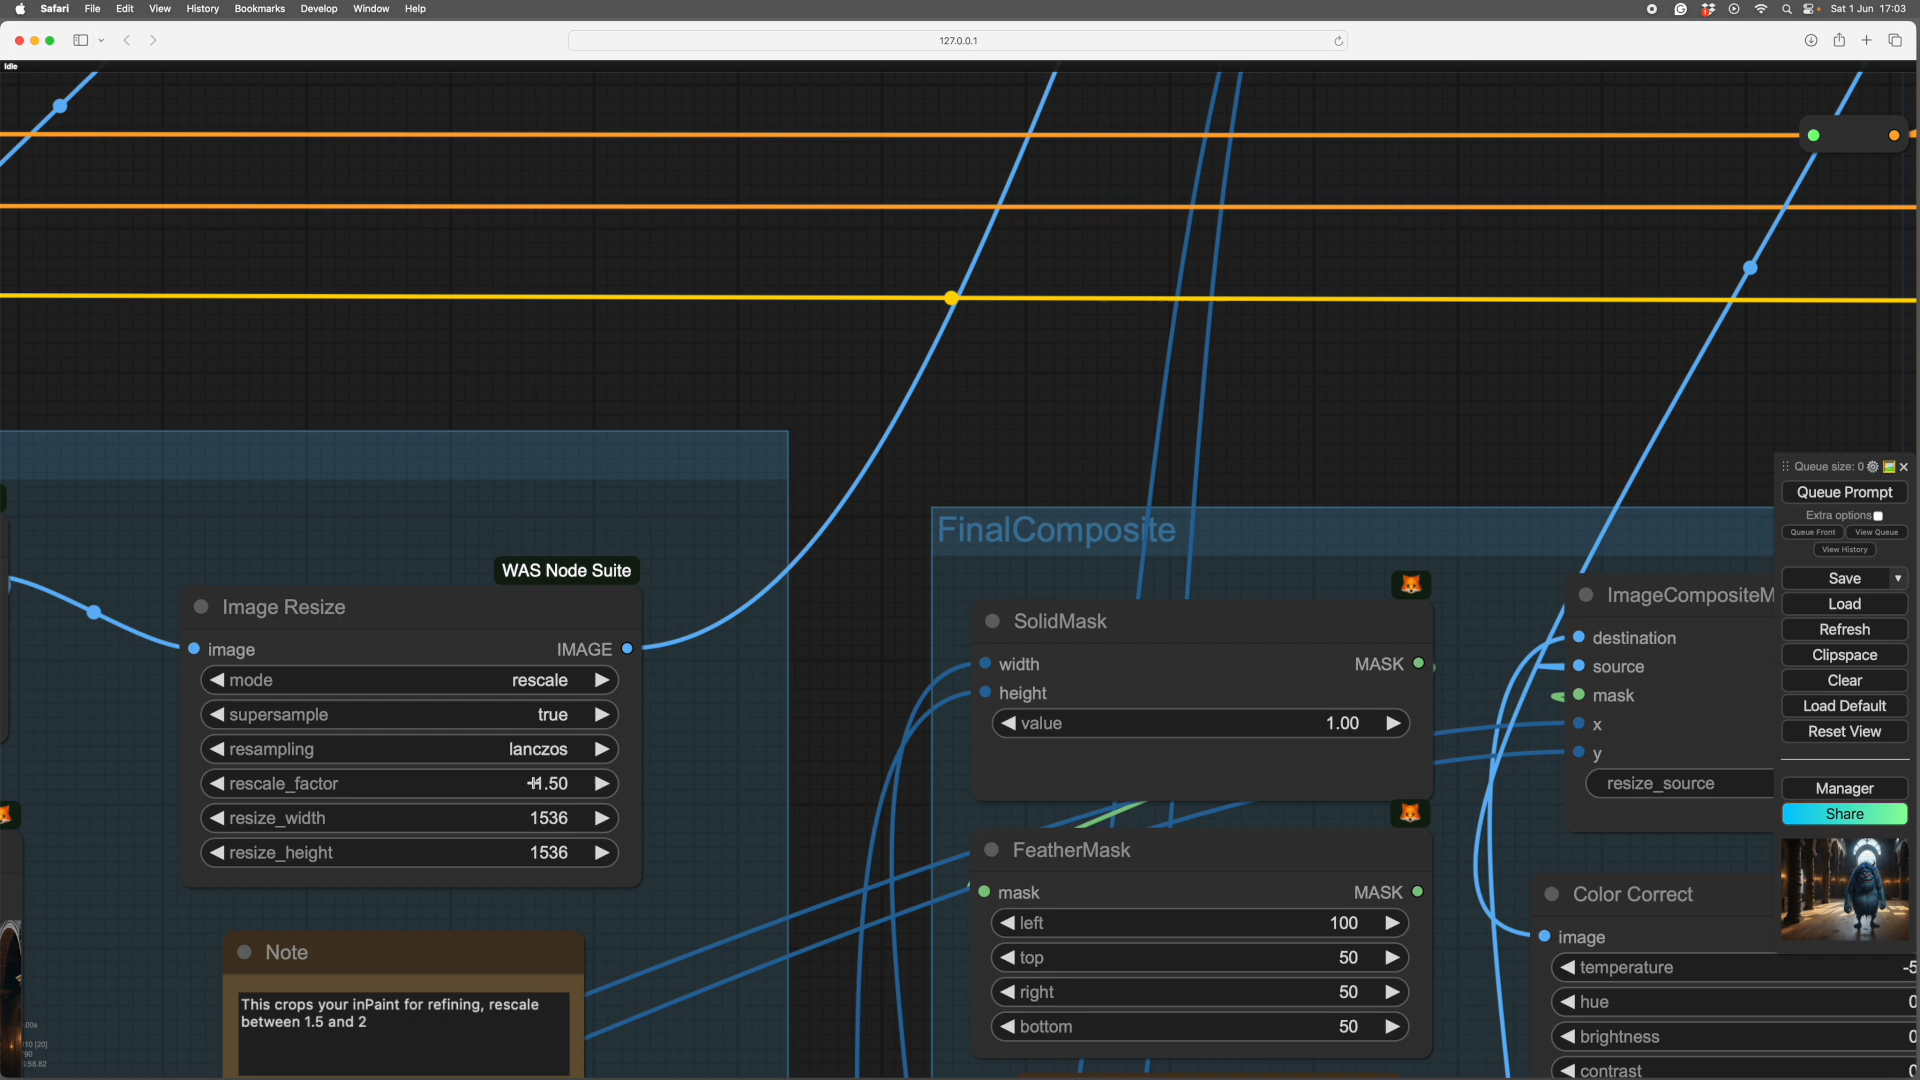 Safari File Edit View History Bookmarks Develop Window Help
Sat 1 Jun 17:03
127.0.0.1
Idle
Queue size: 0
Queue Prompt
Extra options
Queue Front View Queue
View History
Save
Load
Refresh
Clipspace
Clear
Load Default
Reset View
Manager
Share
WAS Node Suite
Image Resize
image IMAGE
mode rescale
supersample true
resampling lanczos
rescale_factor 1.50
resize_width 1536
resize_height 1536
Note
This crops your inPaint for refining, rescale
between 1.5 and 2
FinalComposite
SolidMask
width MASK
height
value 1.00
FeatherMask
mask MASK
left 100
top 50
right 50
bottom 50
ImageCompositeM
destination
source
mask
x
y
resize_source
Color Correct
image
temperature -5
hue 0
brightness 0
contrast 0